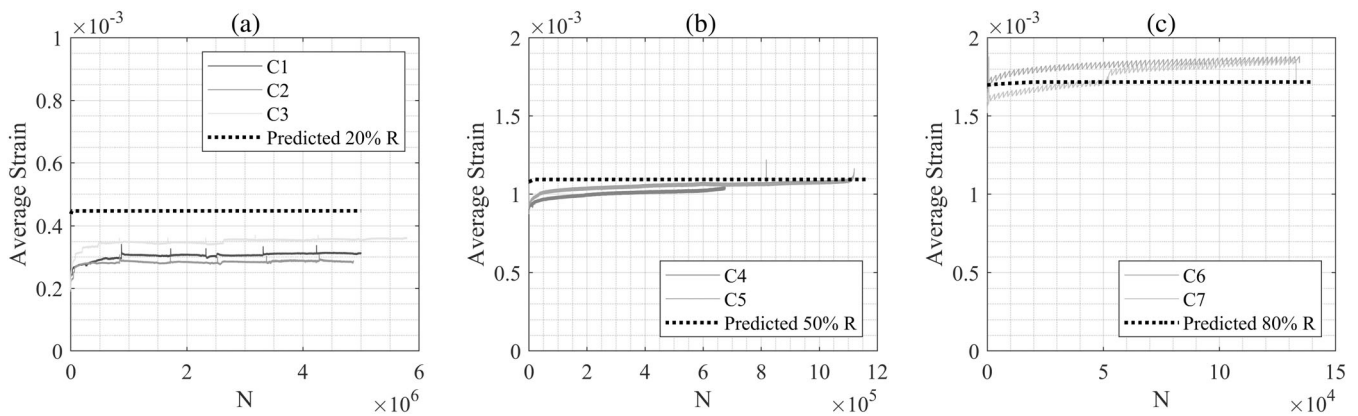 (a)
×10⁻³
1
0.8
0.6
0.4
0.2
0
Average Strain
C1
C2
C3
Predicted 20% R
0 2 4 6
N
×10⁶
(b)
×10⁻³
2
1.5
1
0.5
0
Average Strain
C4
C5
Predicted 50% R
0 2 4 6 8 10 12
N
×10⁵
(c)
×10⁻³
2
1.5
1
0.5
0
Average Strain
C6
C7
Predicted 80% R
0 5 10 15
N
×10⁴